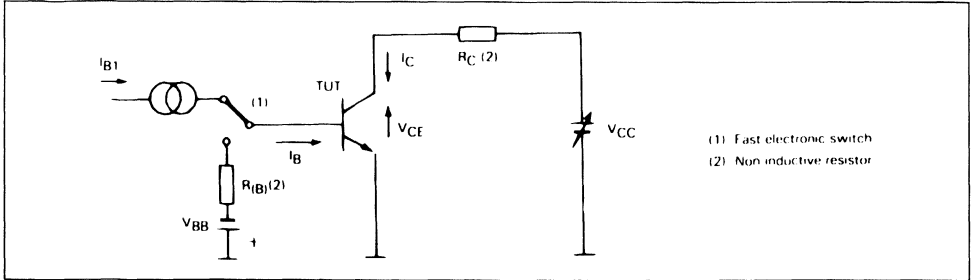 I_B1
(1)
TUT
I_C
R_C (2)
V_CE
V_CC
I_B
R_(B) (2)
V_BB
+
(1) Fast electronic switch
(2) Non inductive resistor